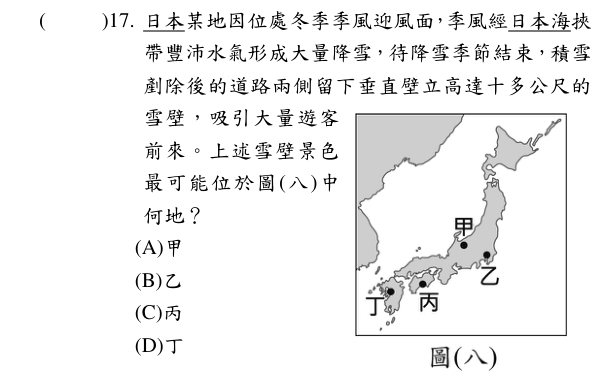 (　　)17. 日本某地因位處冬季季風迎風面，季風經日本海挾
帶豐沛水氣形成大量降雪，待降雪季節結束，積雪
剷除後的道路兩側留下垂直壁立高達十多公尺的
雪壁，吸引大量遊客
前來。上述雪壁景色
最可能位於圖(八)中
何地？
(A)甲
(B)乙
(C)丙
(D)丁
甲
乙
丙
丁
圖(八)